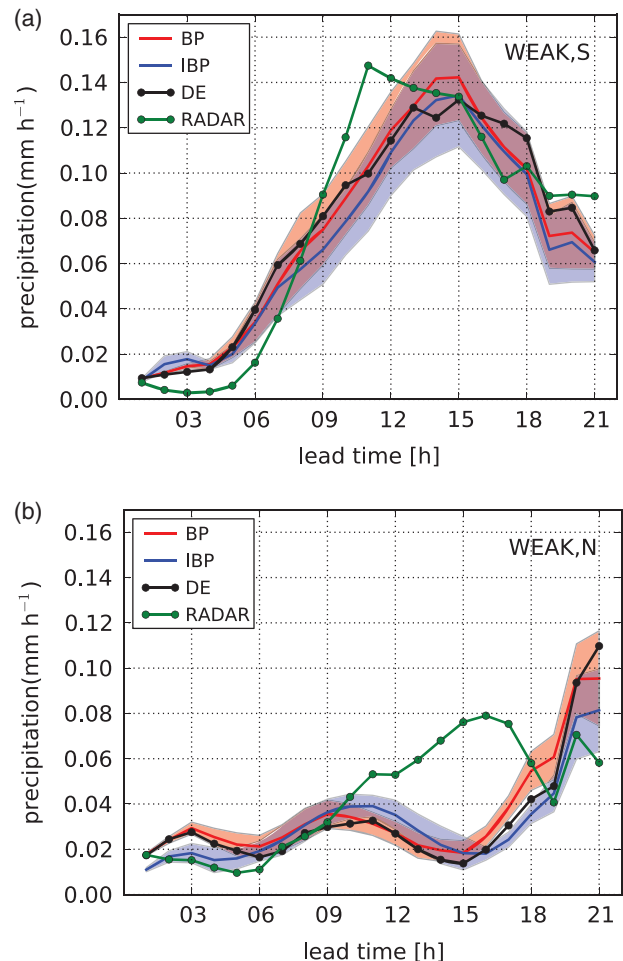 (a)
0.16
0.14
0.12
0.10
0.08
0.06
0.04
0.02
0.00
precipitation(mm h⁻¹)
BP
IBP
DE
RADAR
WEAK,S
03 06 09 12 15 18 21
lead time [h]
(b)
0.16
0.14
0.12
0.10
0.08
0.06
0.04
0.02
0.00
precipitation(mm h⁻¹)
BP
IBP
DE
RADAR
WEAK,N
03 06 09 12 15 18 21
lead time [h]